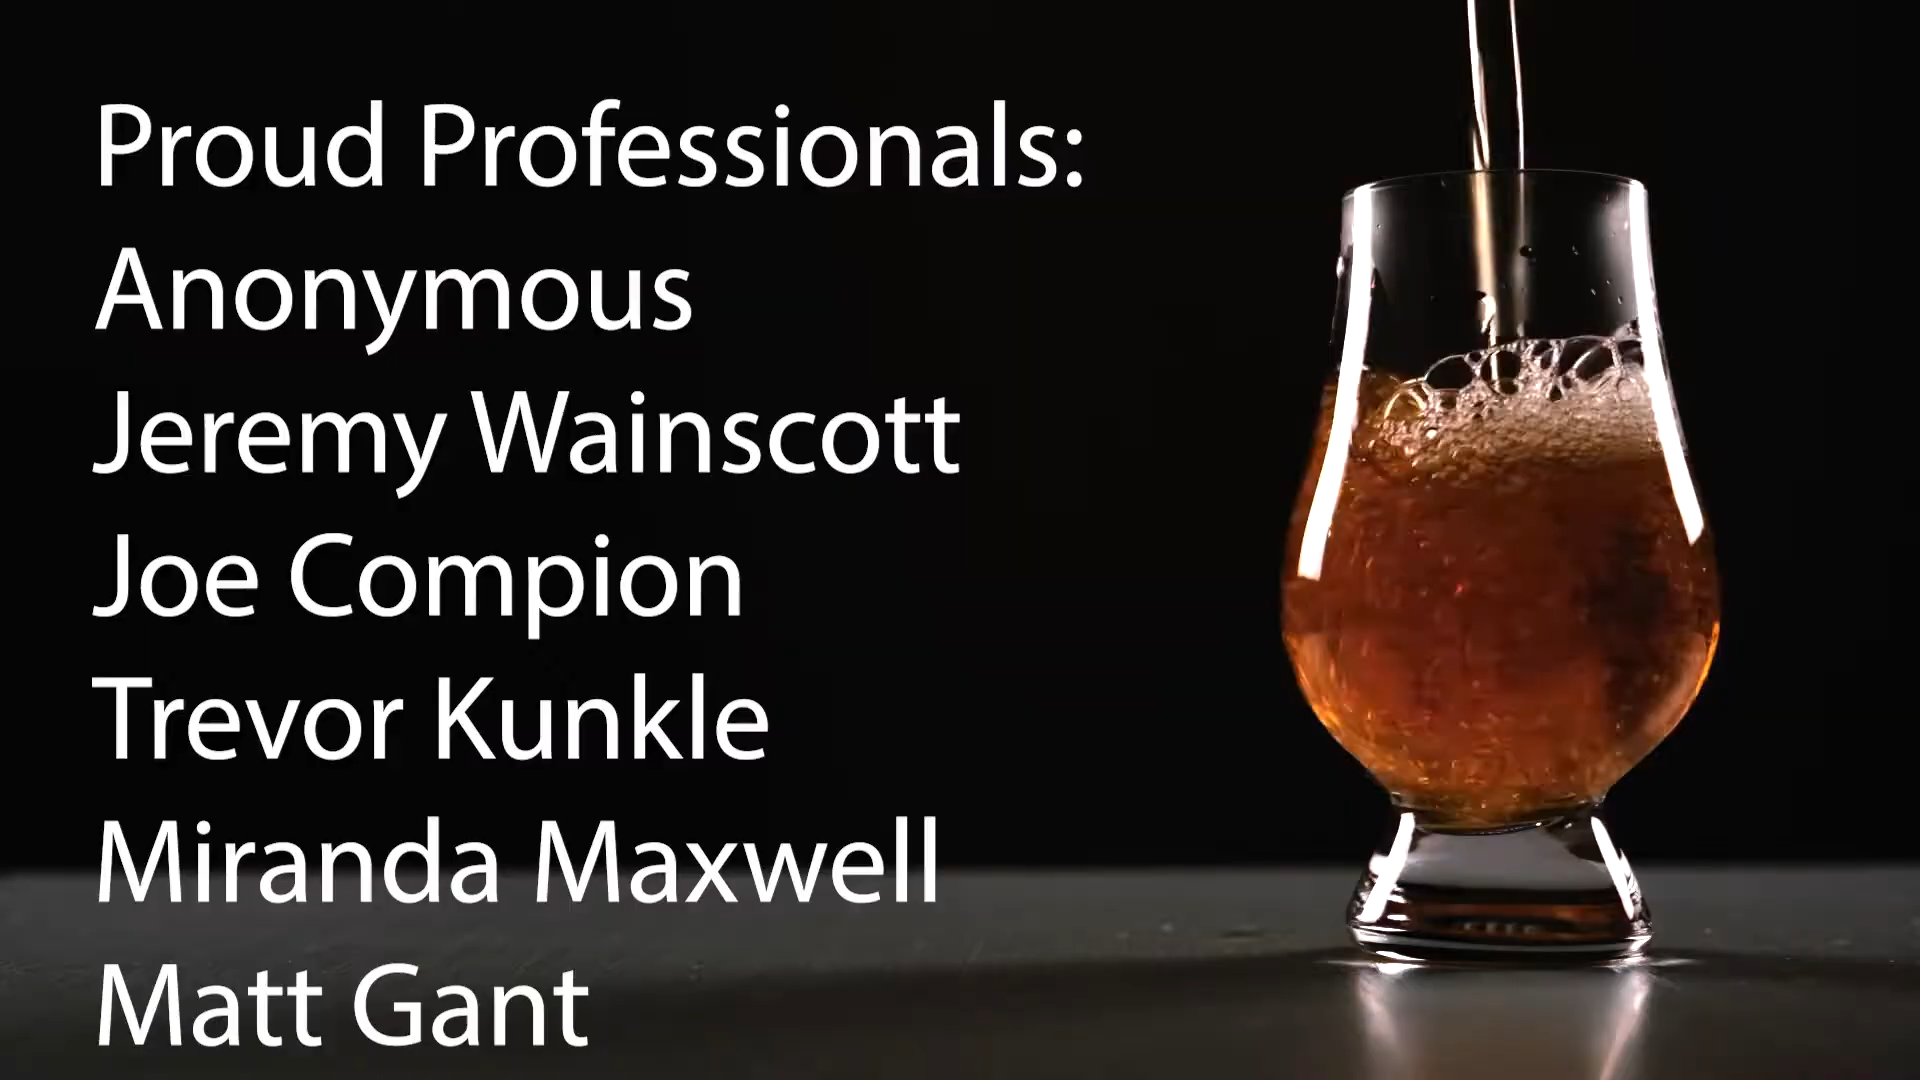 Proud Professionals:
Anonymous
Jeremy Wainscott
Joe Compion
Trevor Kunkle
Miranda Maxwell
Matt Gant